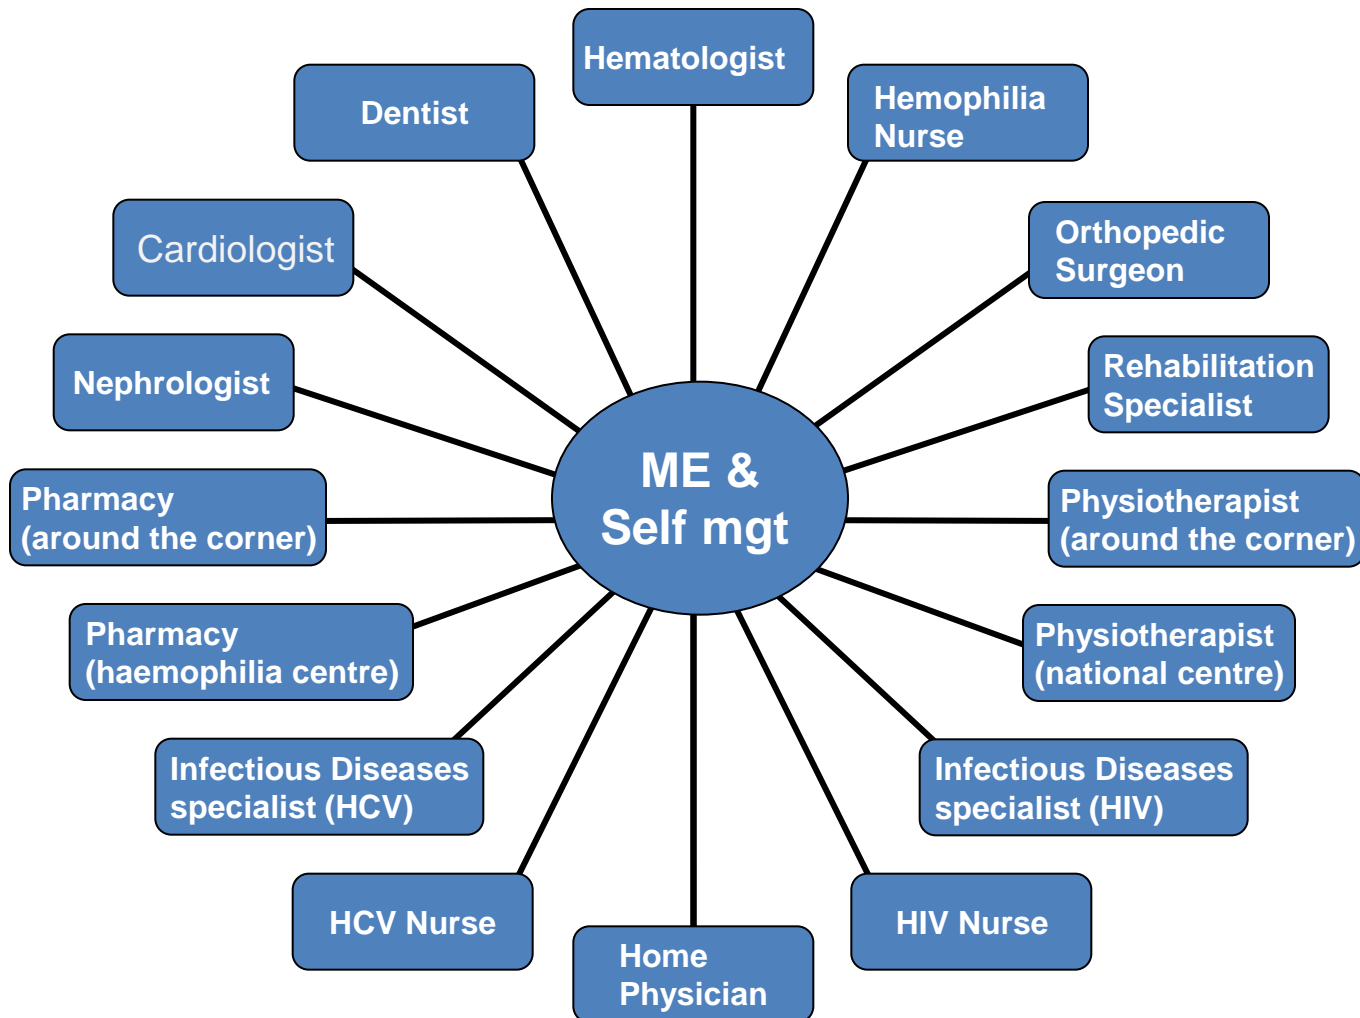 Hematologist
Dentist
Hemophilia
Nurse
Cardiologist
Orthopedic
Surgeon
Nephrologist
Rehabilitation
Specialist
ME &
Self mgt
Pharmacy
(around the corner)
Physiotherapist
(around the corner)
Pharmacy
(haemophilia centre)
Physiotherapist
(national centre)
Infectious Diseases
specialist (HCV)
Infectious Diseases
specialist (HIV)
HCV Nurse
HIV Nurse
Home
Physician